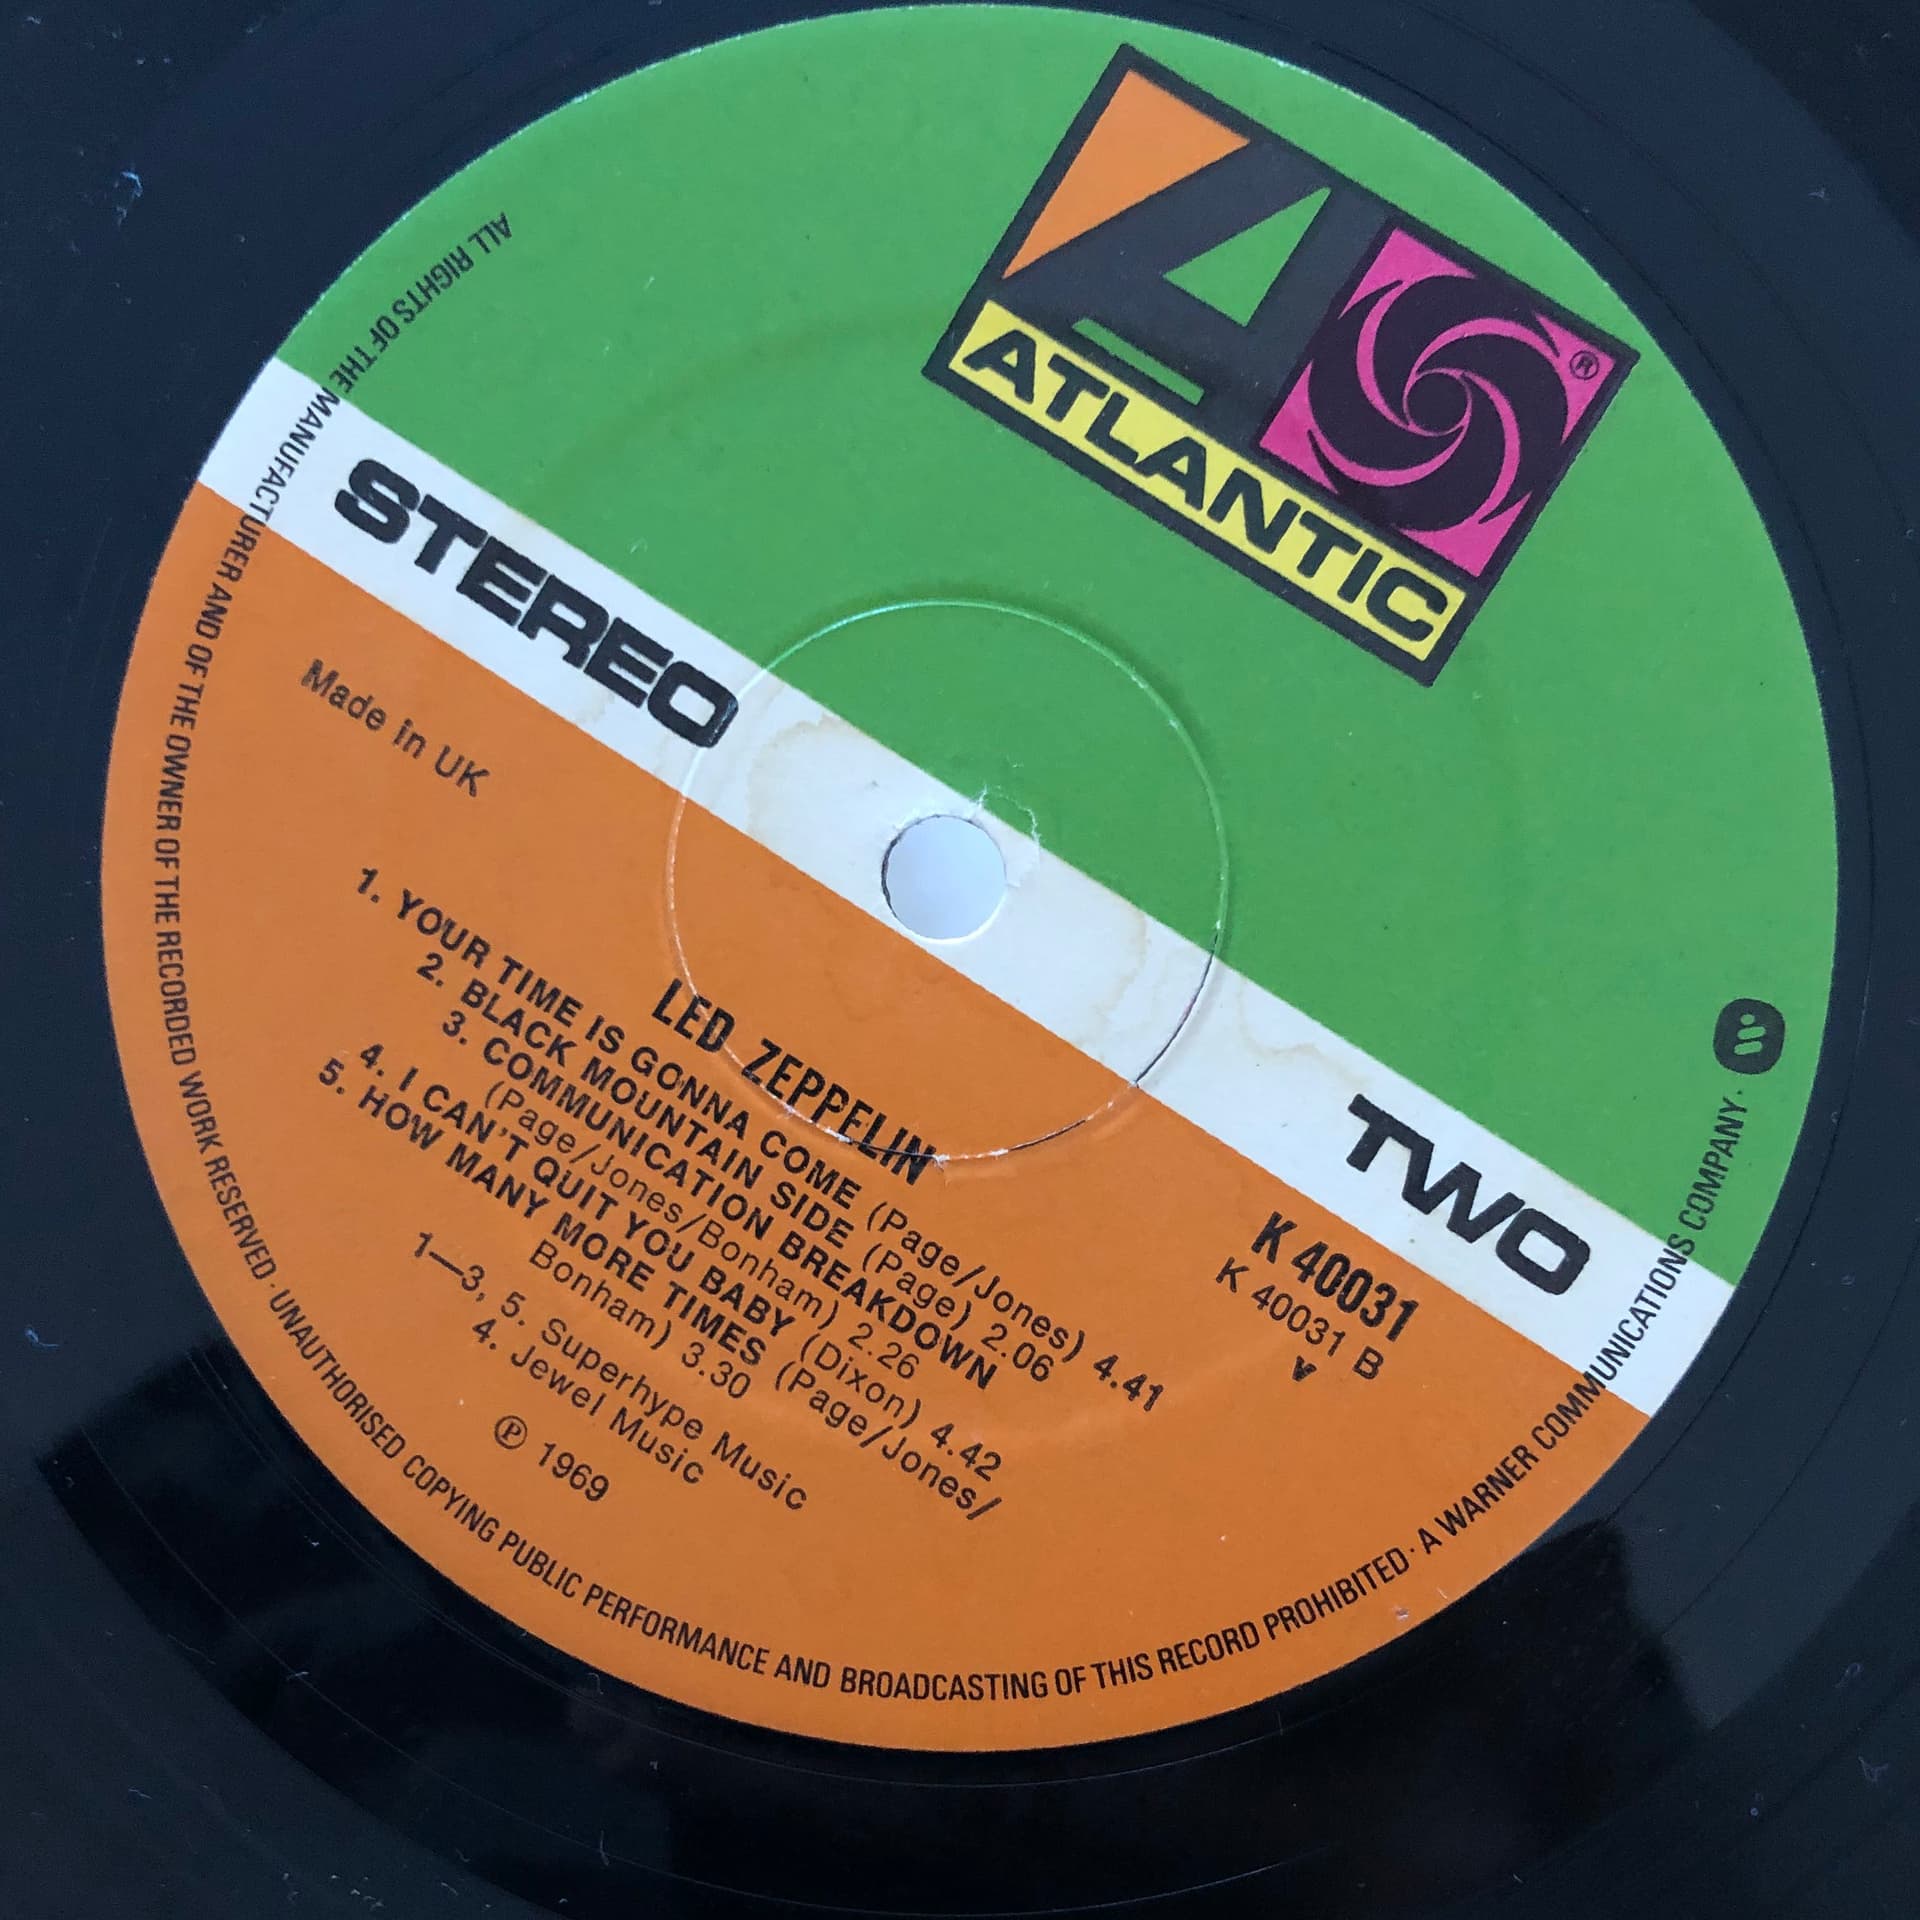 ATLANTIC
®
STEREO
TWO
Made in UK
K 40031
K 40031 B
v
LED ZEPPELIN
1. YOUR TIME IS GONNA COME (Page/Jones) 4.41
2. BLACK MOUNTAIN SIDE (Page) 2.06
3. COMMUNICATION BREAKDOWN
(Page/Jones/Bonham) 2.26
4. I CAN'T QUIT YOU BABY (Dixon) 4.42
5. HOW MANY MORE TIMES (Page/Jones/
Bonham) 3.30
1—3, 5. Superhype Music
4. Jewel Music
℗ 1969
ALL RIGHTS OF THE MANUFACTURER AND OF THE OWNER OF THE RECORDED WORK RESERVED · UNAUTHORISED COPYING PUBLIC PERFORMANCE AND BROADCASTING OF THIS RECORD PROHIBITED · A WARNER COMMUNICATIONS COMPANY ·